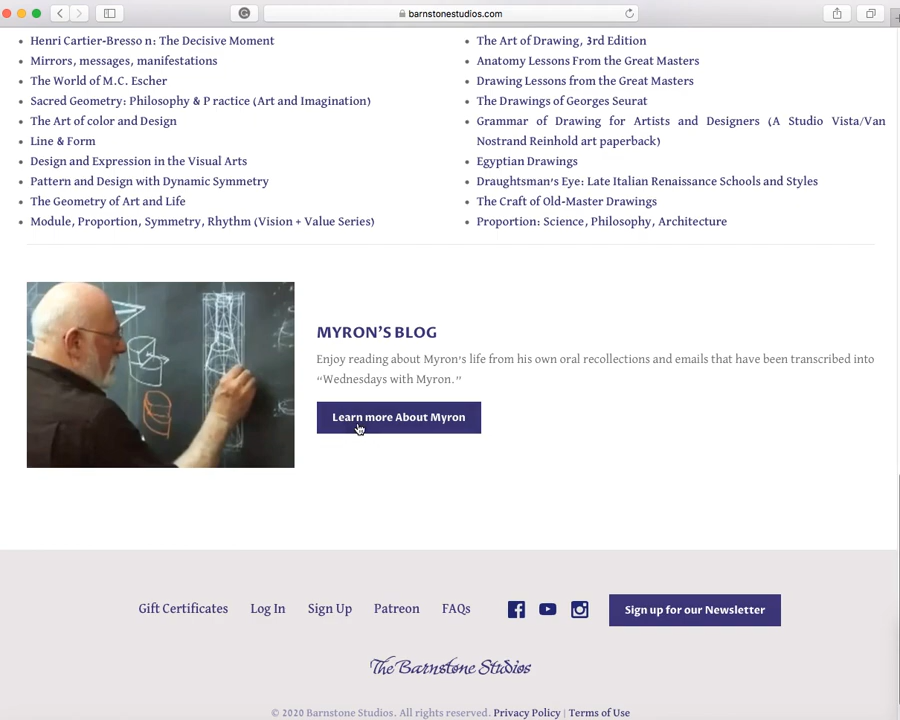 barnstonestudios.com
Henri Cartier-Bresso n: The Decisive Moment
Mirrors, messages, manifestations
The World of M.C. Escher
Sacred Geometry: Philosophy & P ractice (Art and Imagination)
The Art of color and Design
Line & Form
Design and Expression in the Visual Arts
Pattern and Design with Dynamic Symmetry
The Geometry of Art and Life
Module, Proportion, Symmetry, Rhythm (Vision + Value Series)
The Art of Drawing, 3rd Edition
Anatomy Lessons From the Great Masters
Drawing Lessons from the Great Masters
The Drawings of Georges Seurat
Grammar of Drawing for Artists and Designers (A Studio Vista/Van
Nostrand Reinhold art paperback)
Egyptian Drawings
Draughtsman's Eye: Late Italian Renaissance Schools and Styles
The Craft of Old-Master Drawings
Proportion: Science, Philosophy, Architecture
MYRON'S BLOG
Enjoy reading about Myron's life from his own oral recollections and emails that have been transcribed into
“Wednesdays with Myron.”
Learn more About Myron
Gift Certificates Log In Sign Up Patreon FAQs Sign up for our Newsletter
The Barnstone Studios
© 2020 Barnstone Studios. All rights reserved. Privacy Policy | Terms of Use